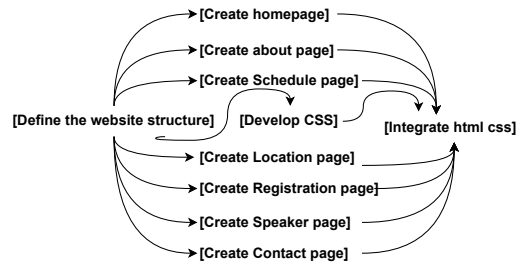 [Create homepage]
[Create about page]
[Create Schedule page]
[Define the website structure]
[Develop CSS]
[Integrate html css]
[Create Location page]
[Create Registration page]
[Create Speaker page]
[Create Contact page]